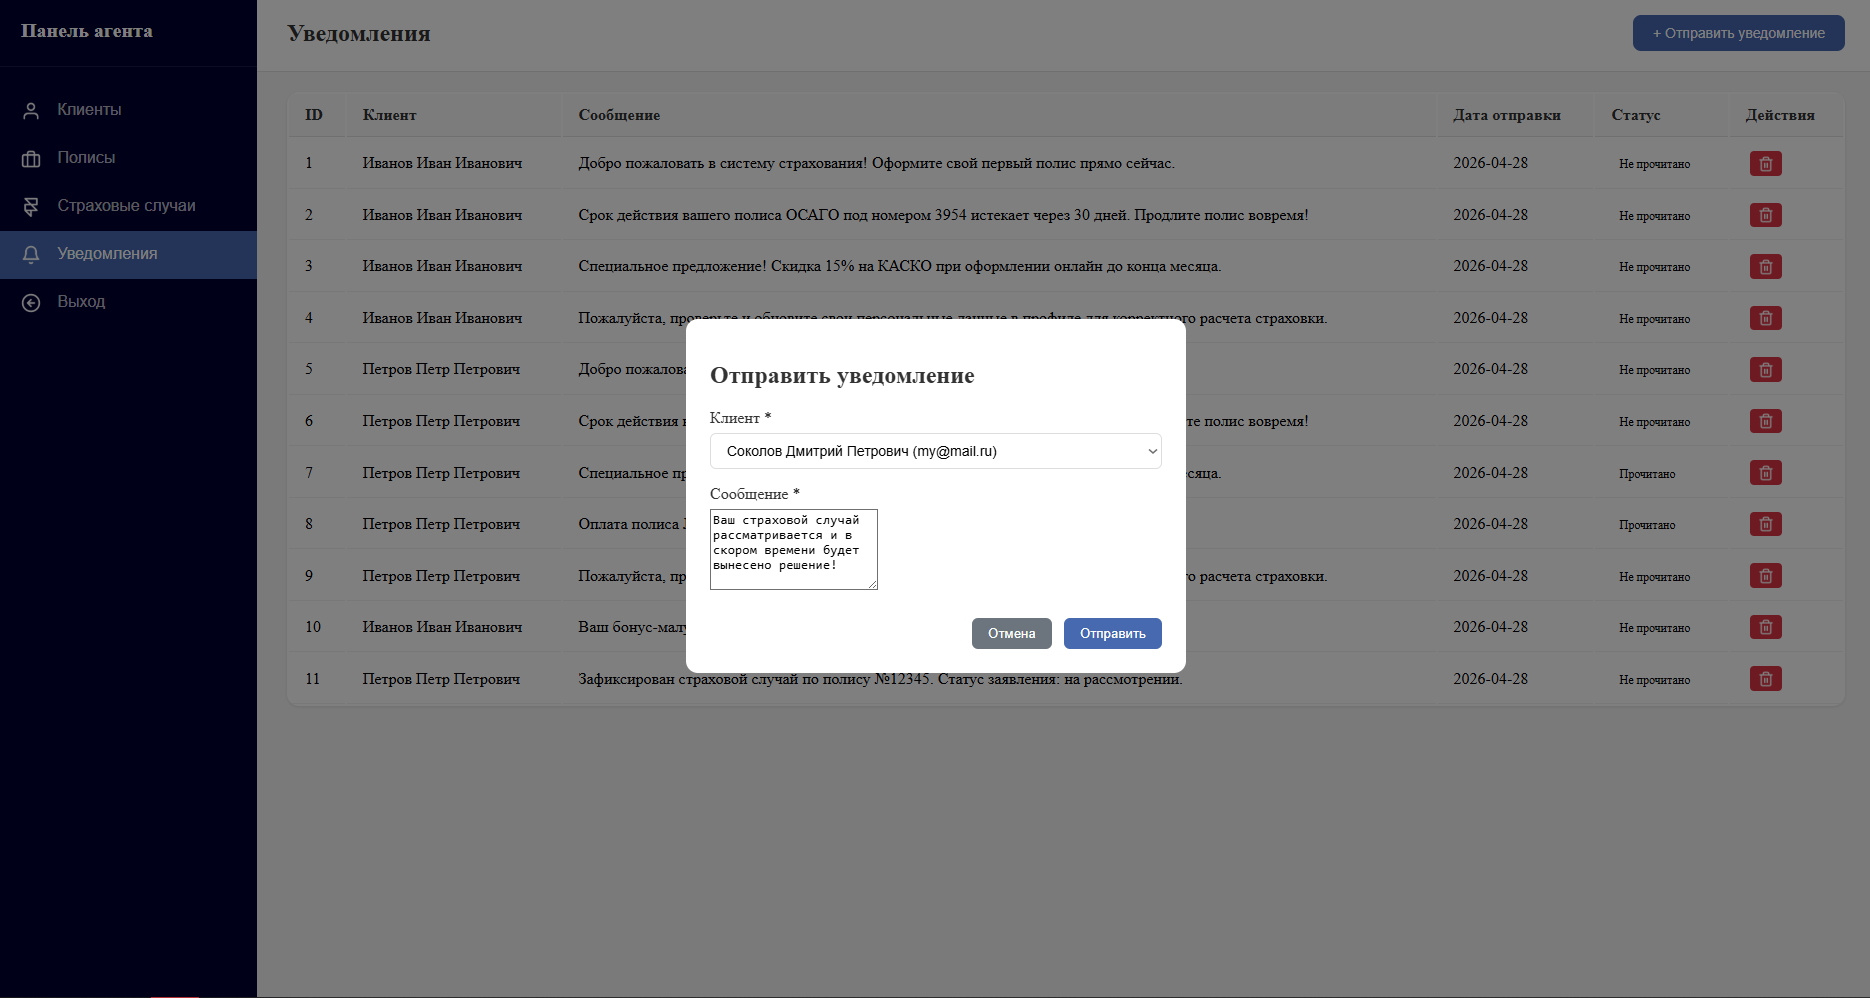 Панель агента
Клиенты
Полисы
Страховые случаи
Уведомления
Выход
Уведомления
+ Отправить уведомление
ID Клиент Сообщение Дата отправки Статус Действия
1 Иванов Иван Иванович Добро пожаловать в систему страхования! Оформите свой первый полис прямо сейчас. 2026-04-28 Не прочитано
2 Иванов Иван Иванович Срок действия вашего полиса ОСАГО под номером 3954 истекает через 30 дней. Продлите полис вовремя! 2026-04-28 Не прочитано
3 Иванов Иван Иванович Специальное предложение! Скидка 15% на КАСКО при оформлении онлайн до конца месяца. 2026-04-28 Не прочитано
4 Иванов Иван Иванович Пожалуйста, проверьте и обновите свои персональные данные в профиле для корректного расчета страховки. 2026-04-28 Не прочитано
5 Петров Петр Петрович Добро пожалова 2026-04-28 Не прочитано
6 Петров Петр Петрович Срок действия те полис вовремя! 2026-04-28 Не прочитано
7 Петров Петр Петрович Специальное пр сяца. 2026-04-28 Прочитано
8 Петров Петр Петрович Оплата полиса 2026-04-28 Прочитано
9 Петров Петр Петрович Пожалуйста, пр о расчета страховки. 2026-04-28 Не прочитано
10 Иванов Иван Иванович Ваш бонус-мал 2026-04-28 Не прочитано
11 Петров Петр Петрович Зафиксирован страховой случай по полису №12345. Статус заявления: на рассмотрении. 2026-04-28 Не прочитано
Отправить уведомление
Клиент *
Соколов Дмитрий Петрович (my@mail.ru)
Сообщение *
Ваш страховой случай
рассматривается и в
скором времени будет
вынесено решение!
Отмена Отправить